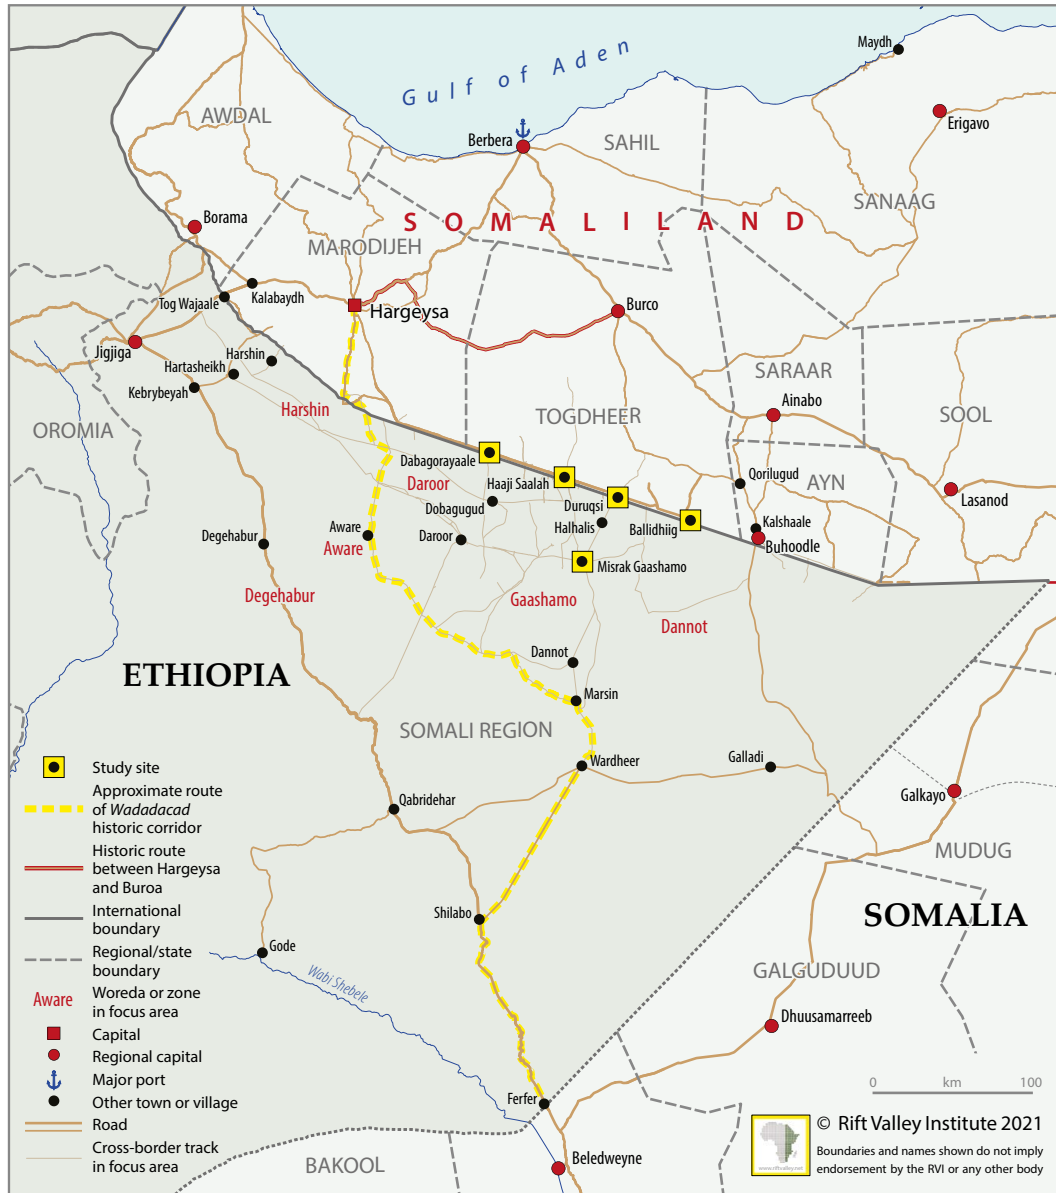 Maydh
Gulf of Aden
Erigavo
AWDAL
Berbera
SAHIL
SANAAG
Borama
SOMALILAND
MARODIJEH
Tog Wajaale
Kalabaydh
Hargeysa
Burco
Jigjiga
Harshin
Hartasheikh
Kebrybeyah
SARAAR
Harshin
Ainabo
OROMIA
TOGDHEER
SOOL
Dabagorayaale
Daroor
Haaji Saalah
Qorilugud
AYN
Lasanod
Dobagugud
Duruqsi
Aware
Halhalis
Ballidhiig
Kalshaale
Degehabur
Daroor
Buhoodle
Aware
Misrak Gaashamo
Degehabur
Gaashamo
Dannot
ETHIOPIA
Dannot
Marsin
SOMALI REGION
Wardheer
Galladi
Qabridehar
Galkayo
MUDUG
Shilabo
SOMALIA
Gode
Wabi Shebele
GALGUDUUD
Dhuusamarreeb
Ferfer
BAKOOL
Beledweyne
Study site
Approximate route
of Wadadacad
historic corridor
Historic route
between Hargeysa
and Buroa
International
boundary
Regional/state
boundary
Aware
Woreda or zone
in focus area
Capital
Regional capital
Major port
Other town or village
Road
Cross-border track
in focus area
0 km 100
© Rift Valley Institute 2021
Boundaries and names shown do not imply
endorsement by the RVI or any other body
www.riftvalley.net